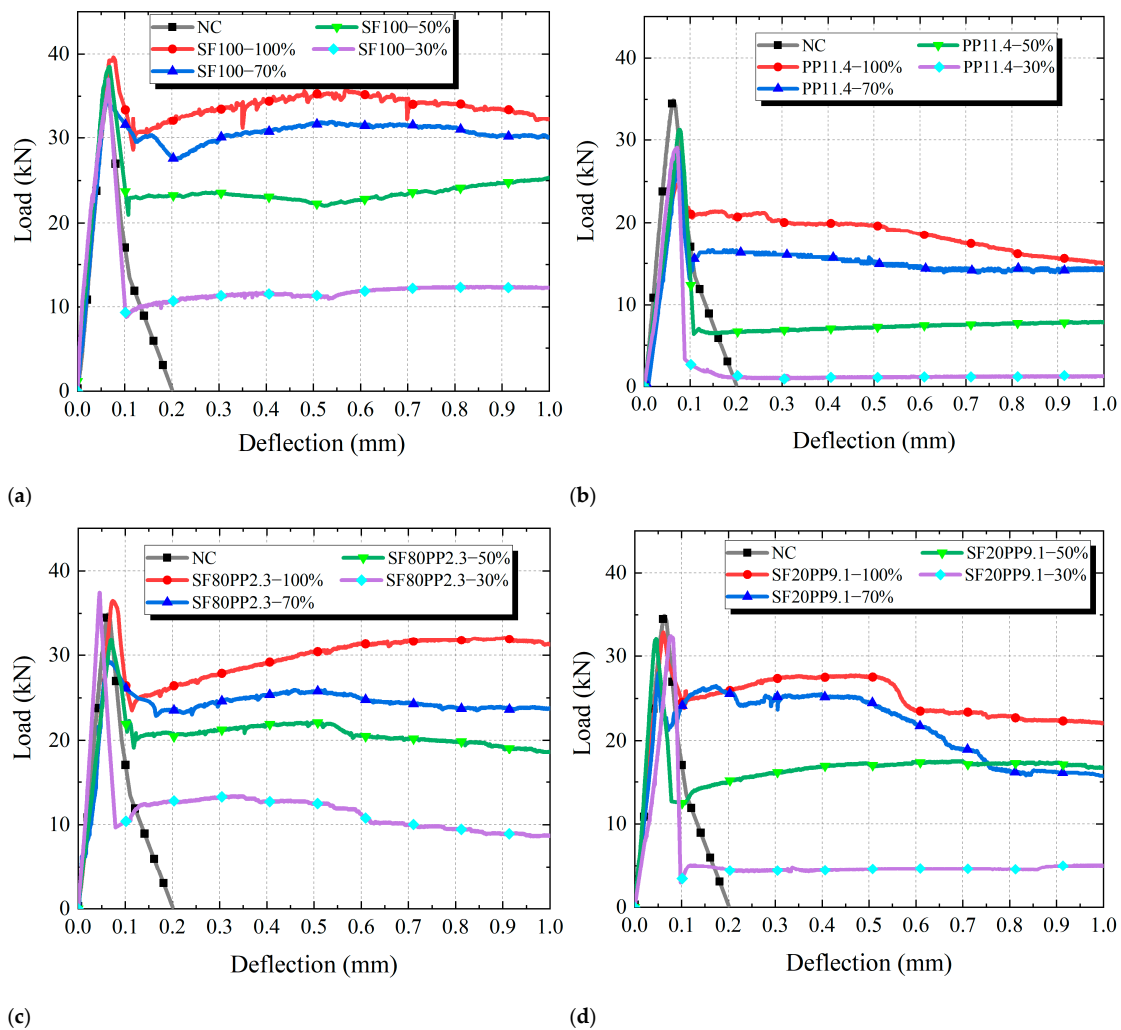 NC
SF100−50%
SF100−100%
SF100−30%
SF100−70%
Load (kN)
40
30
20
10
0
0.0 0.1 0.2 0.3 0.4 0.5 0.6 0.7 0.8 0.9 1.0
Deflection (mm)
(a)
NC
PP11.4−50%
PP11.4−100%
PP11.4−30%
PP11.4−70%
Load (kN)
40
30
20
10
0
0.0 0.1 0.2 0.3 0.4 0.5 0.6 0.7 0.8 0.9 1.0
Deflection (mm)
(b)
NC
SF80PP2.3−50%
SF80PP2.3−100%
SF80PP2.3−30%
SF80PP2.3−70%
Load (kN)
40
30
20
10
0
0.0 0.1 0.2 0.3 0.4 0.5 0.6 0.7 0.8 0.9 1.0
Deflection (mm)
(c)
NC
SF20PP9.1−50%
SF20PP9.1−100%
SF20PP9.1−30%
SF20PP9.1−70%
Load (kN)
40
30
20
10
0
0.0 0.1 0.2 0.3 0.4 0.5 0.6 0.7 0.8 0.9 1.0
Deflection (mm)
(d)